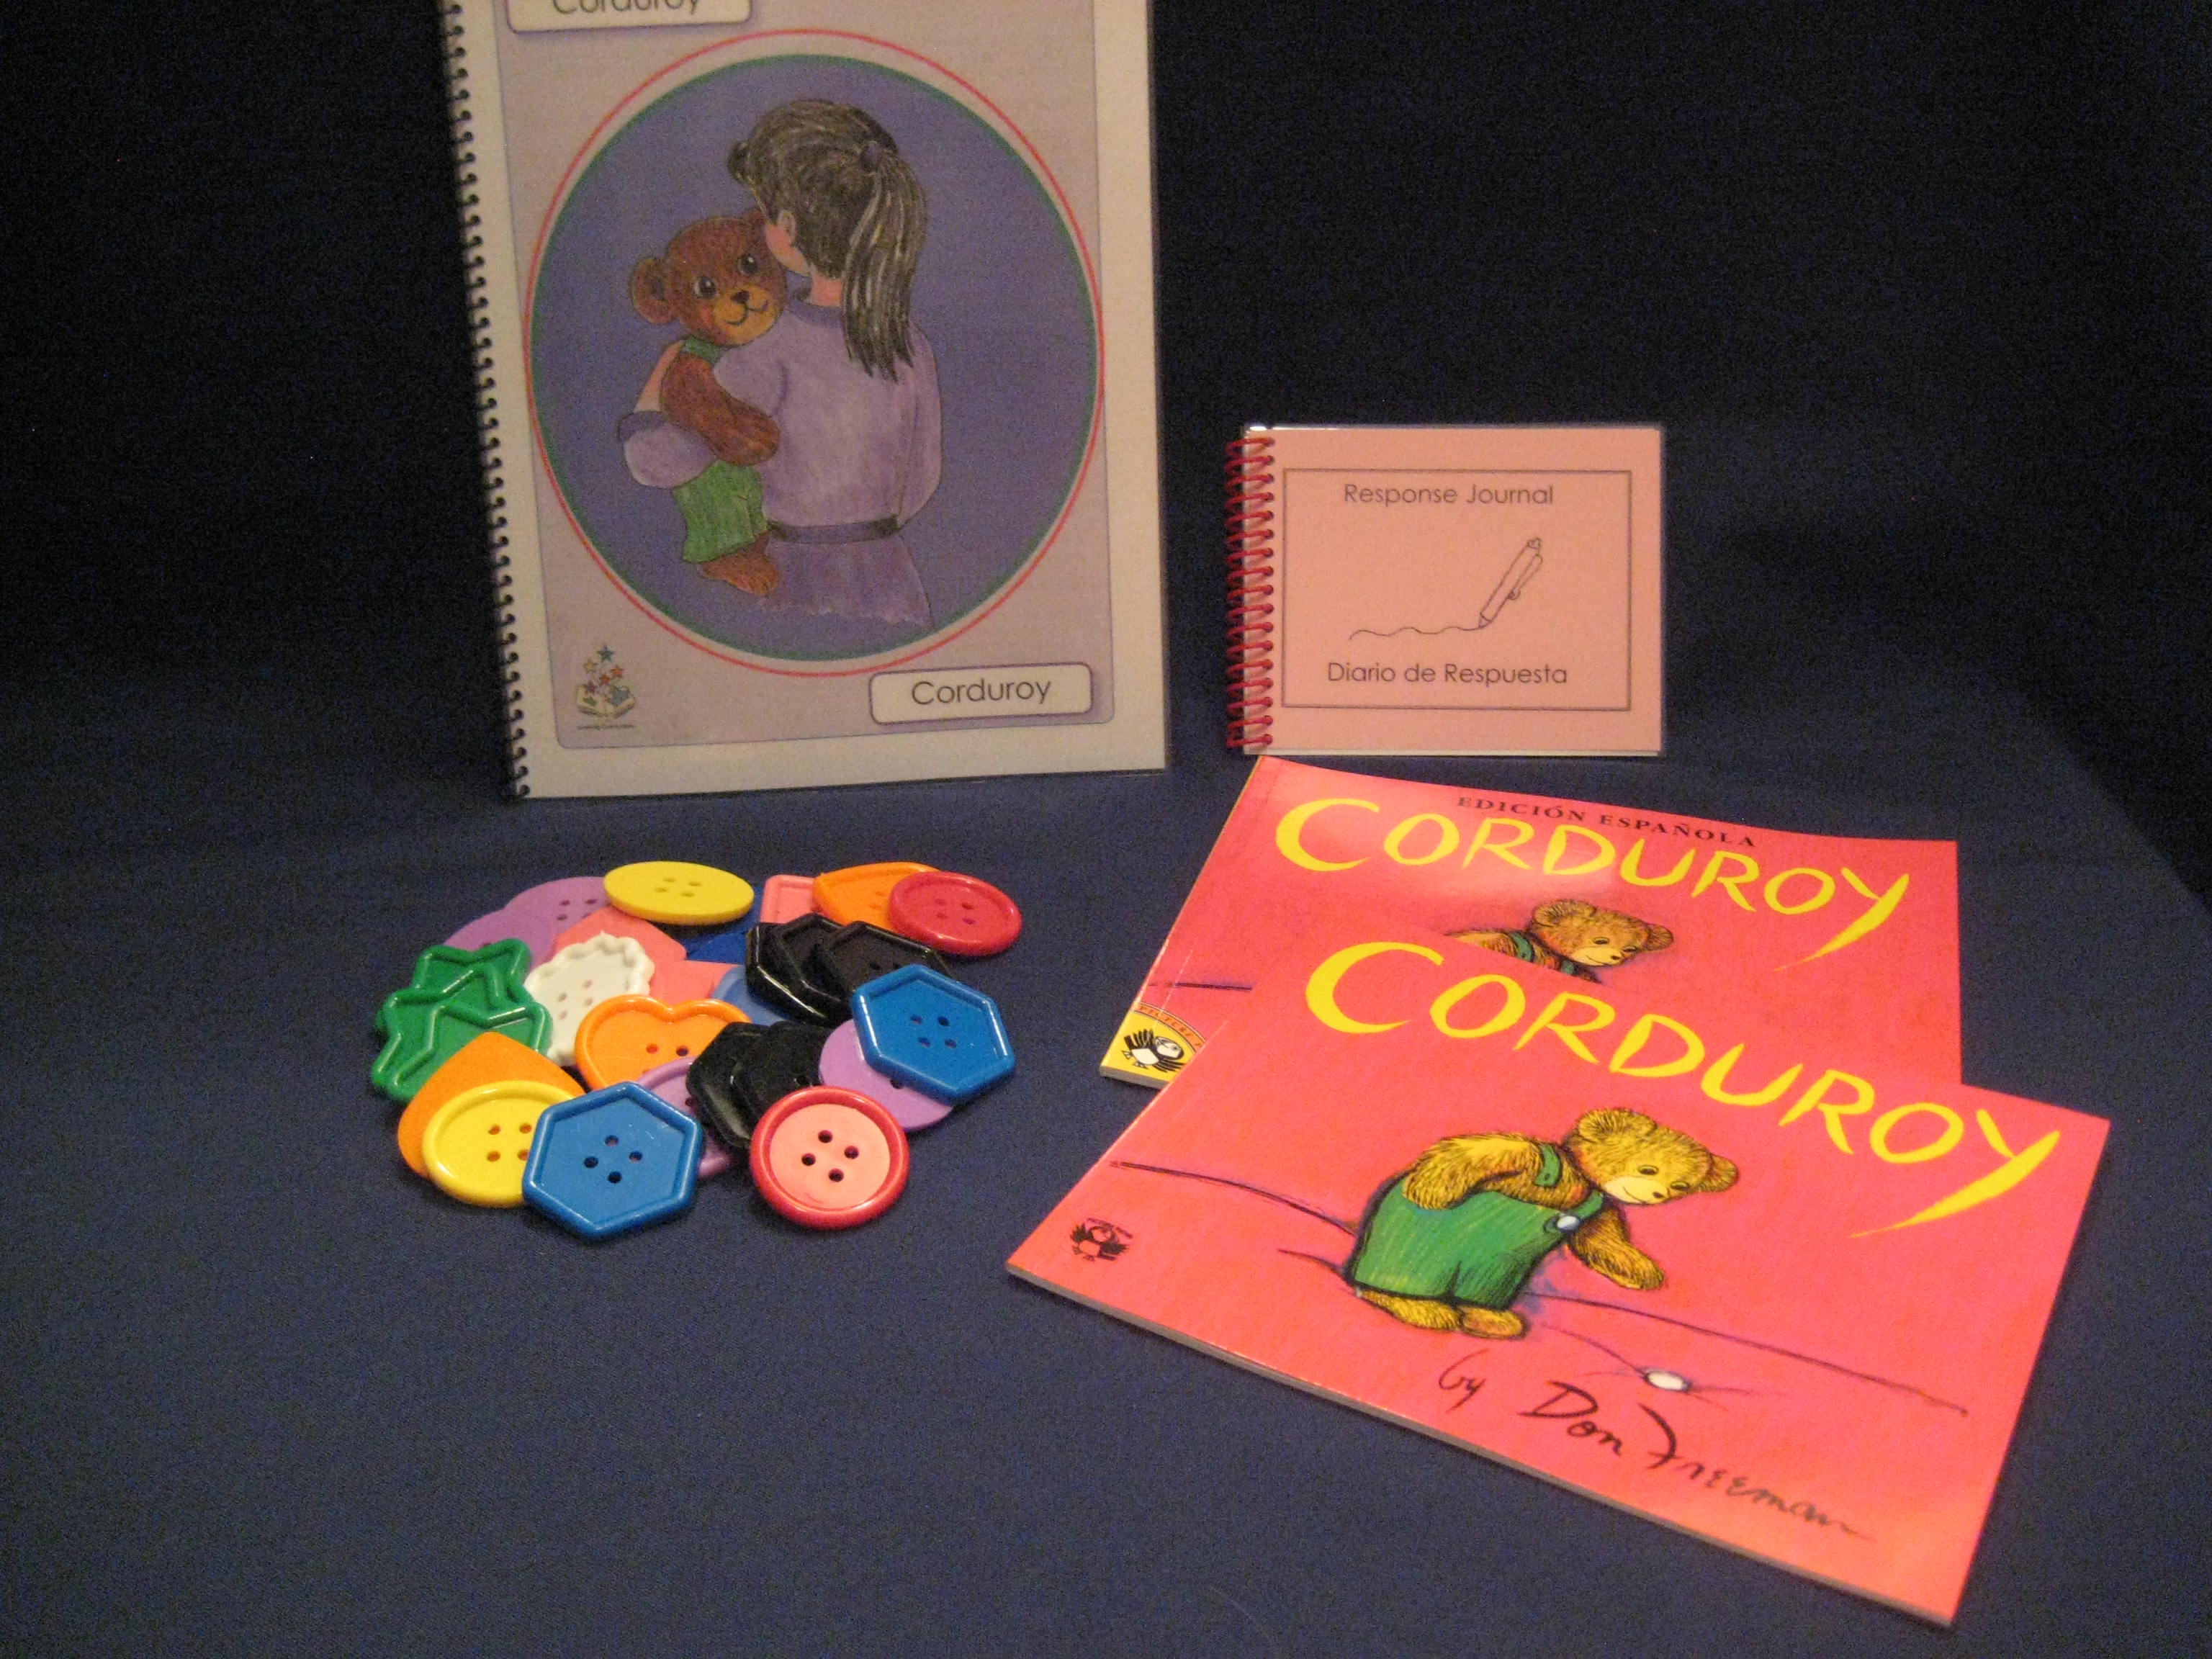 Corduroy
Corduroy
Response Journal
Diario de Respuesta
EDICIÓN ESPAÑOLA
CORDUROY
CORDUROY
by Don Freeman